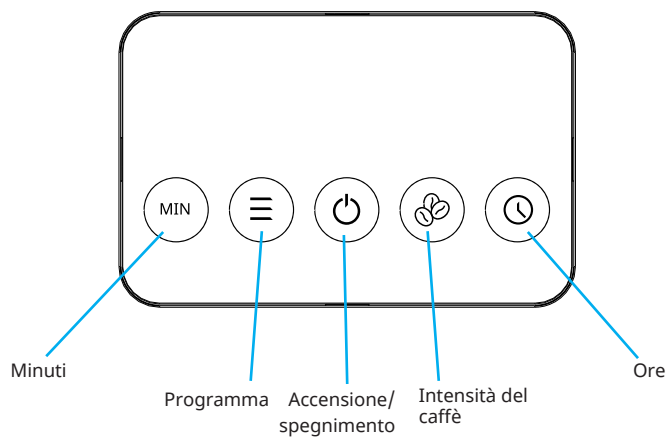 MIN
Minuti
Programma
Accensione/
spegnimento
Intensità del
caffè
Ore